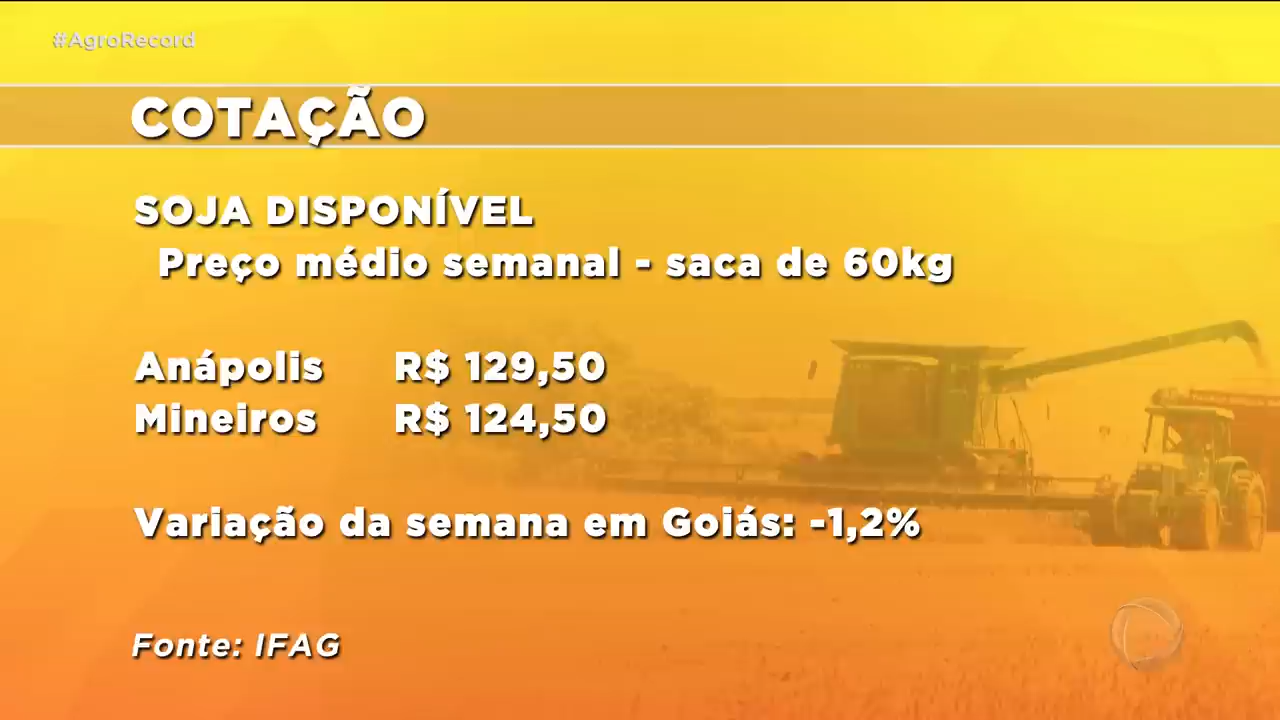 #AgroRecord
COTAÇÃO
SOJA DISPONÍVEL
Preço médio semanal - saca de 60kg
Anápolis R$ 129,50
Mineiros R$ 124,50
Variação da semana em Goiás: -1,2%
Fonte: IFAG